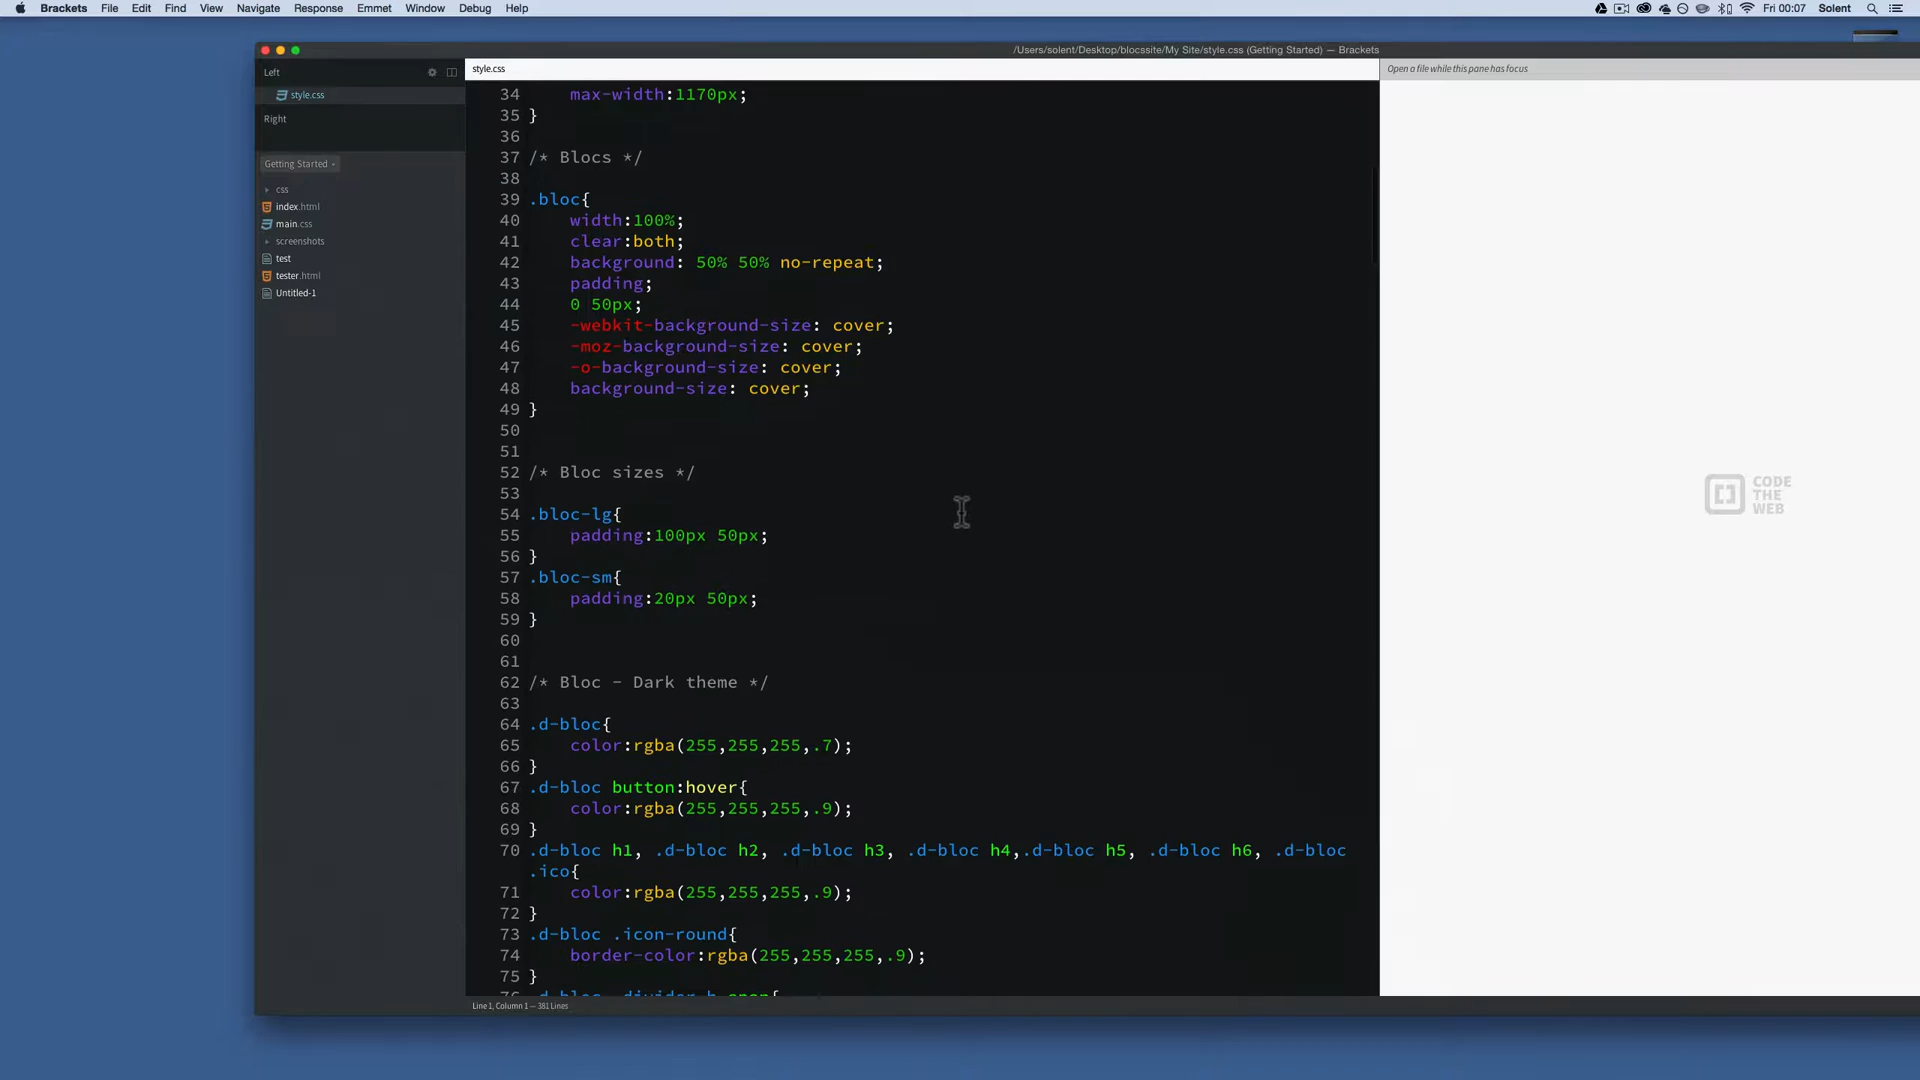 Brackets File Edit Find View Navigate Response Emmet Window Debug Help Fri 00:07 Solent
/Users/solent/Desktop/blocssite/My Site/style.css (Getting Started) — Brackets
Left
style.css
Right
Getting Started
css
index.html
main.css
screenshots
test
tester.html
Untitled-1
style.css
34 max-width:1170px;
35 }
36
37 /* Blocs */
38
39 .bloc{
40 width:100%;
41 clear:both;
42 background: 50% 50% no-repeat;
43 padding;
44 0 50px;
45 -webkit-background-size: cover;
46 -moz-background-size: cover;
47 -o-background-size: cover;
48 background-size: cover;
49 }
50
51
52 /* Bloc sizes */
53
54 .bloc-lg{
55 padding:100px 50px;
56 }
57 .bloc-sm{
58 padding:20px 50px;
59 }
60
61
62 /* Bloc - Dark theme */
63
64 .d-bloc{
65 color:rgba(255,255,255,.7);
66 }
67 .d-bloc button:hover{
68 color:rgba(255,255,255,.9);
69 }
70 .d-bloc h1, .d-bloc h2, .d-bloc h3, .d-bloc h4,.d-bloc h5, .d-bloc h6, .d-bloc
.ico{
71 color:rgba(255,255,255,.9);
72 }
73 .d-bloc .icon-round{
74 border-color:rgba(255,255,255,.9);
75 }
Line 1, Column 1 — 381 Lines
Open a file while this pane has focus
CODE
THE
WEB